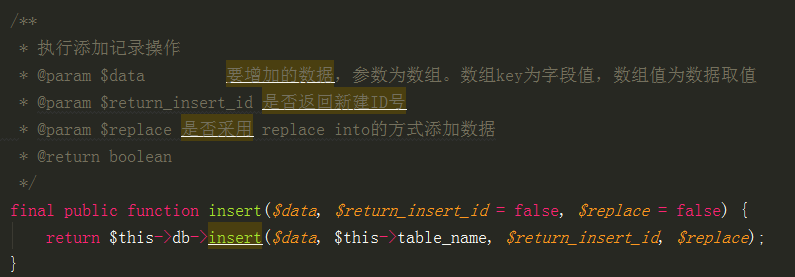 /**
 * 执行添加记录操作
 * @param $data 要增加的数据，参数为数组。数组key为字段值，数组值为数据取值
 * @param $return_insert_id 是否返回新建ID号
 * @param $replace 是否采用 replace into的方式添加数据
 * @return boolean
 */
final public function insert($data, $return_insert_id = false, $replace = false) {
    return $this->db->insert($data, $this->table_name, $return_insert_id, $replace);
}